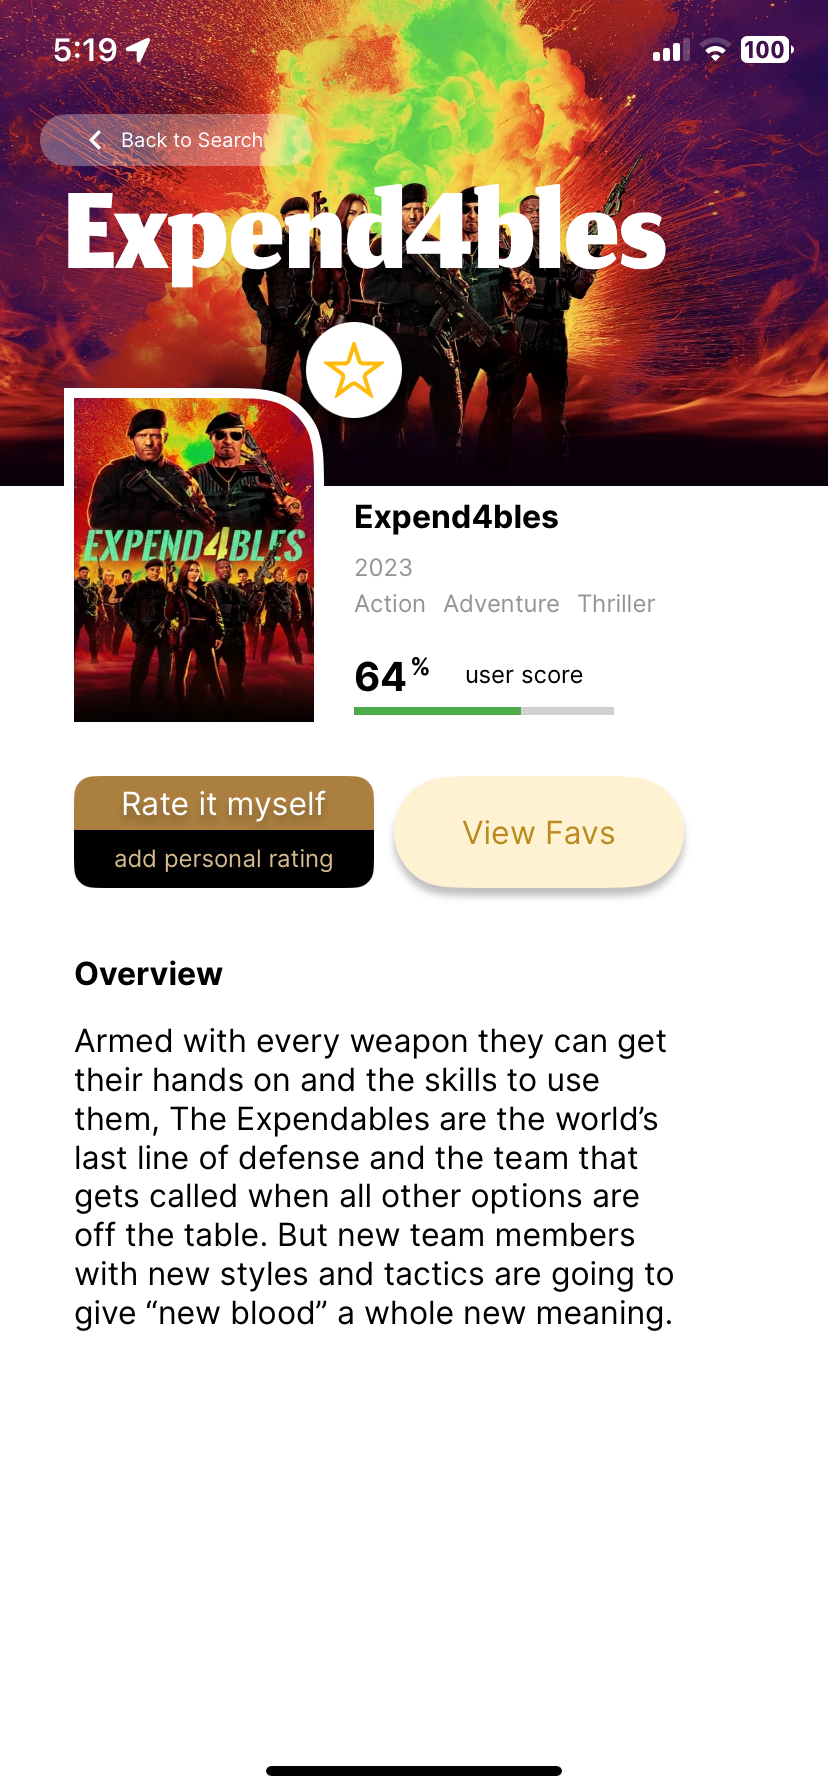 5:19
100
Back to Search
Expend4bles
EXPEND4BLES
Expend4bles
2023
Action Adventure Thriller
64% user score
Rate it myself
add personal rating
View Favs
Overview
Armed with every weapon they can get
their hands on and the skills to use
them, The Expendables are the world’s
last line of defense and the team that
gets called when all other options are
off the table. But new team members
with new styles and tactics are going to
give “new blood” a whole new meaning.